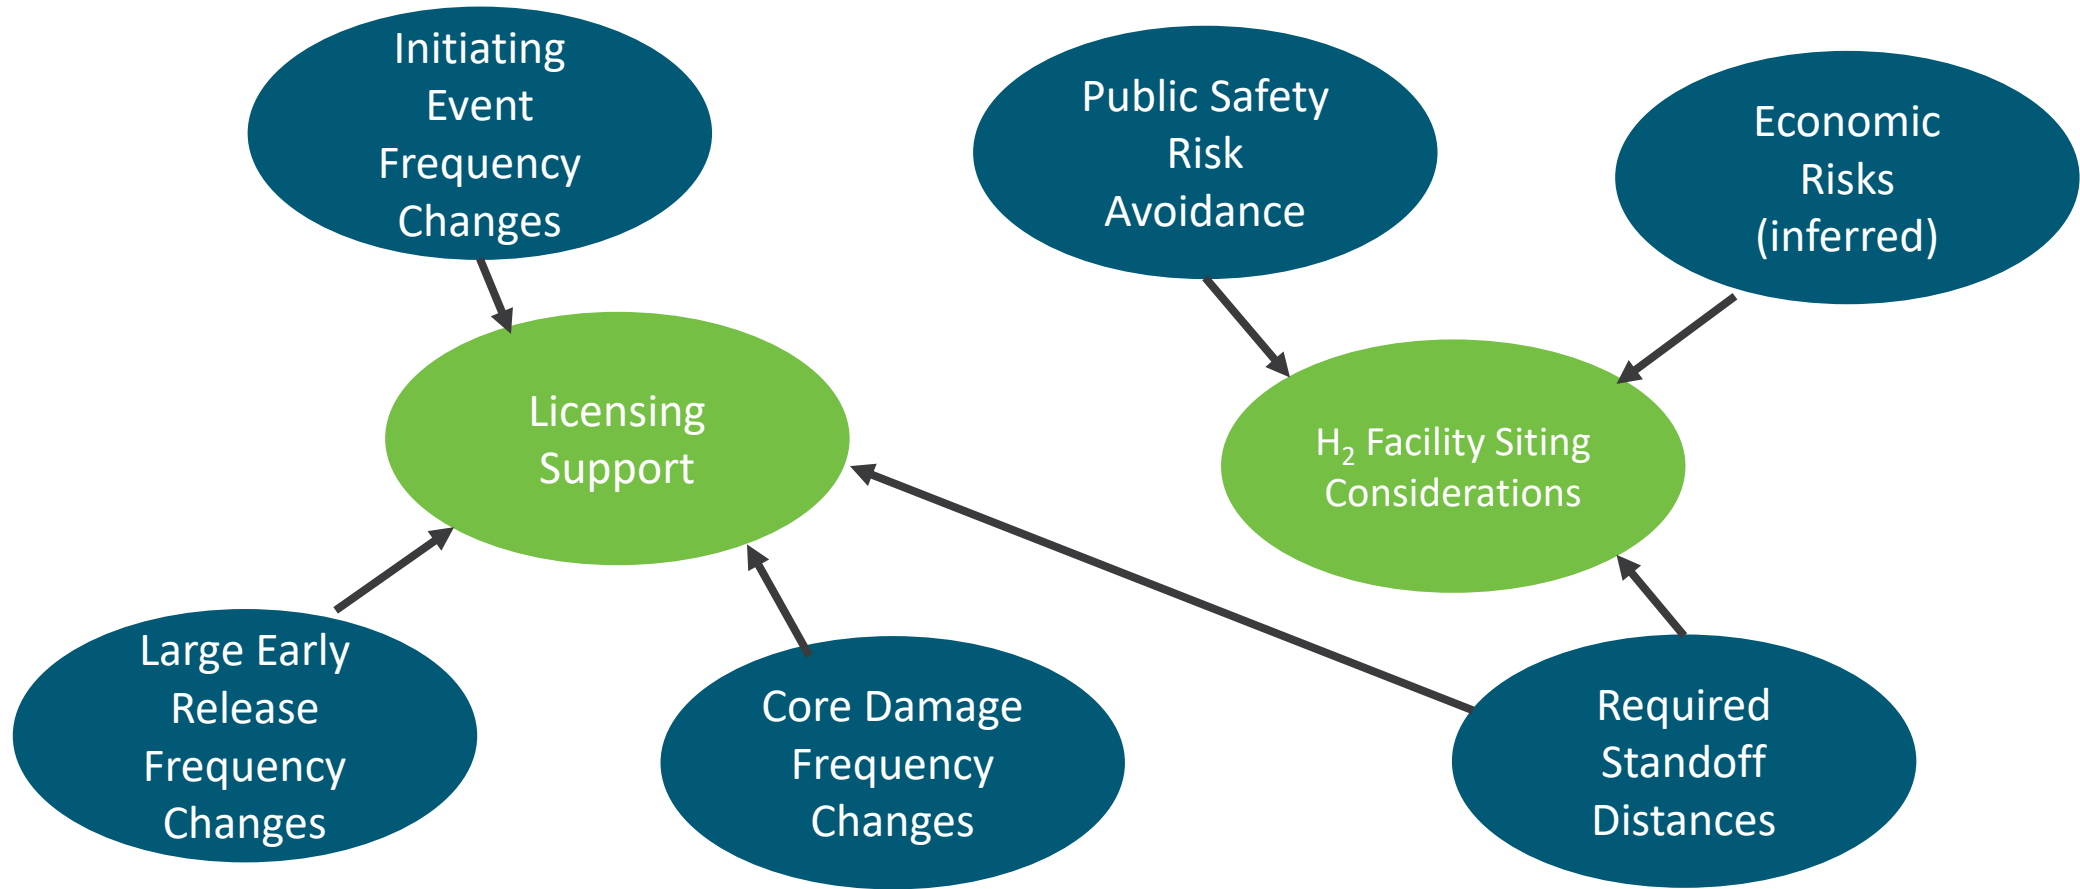 Initiating
Event
Frequency
Changes
Public Safety
Risk
Avoidance
Economic
Risks
(inferred)
Licensing
Support
H₂ Facility Siting
Considerations
Large Early
Release
Frequency
Changes
Core Damage
Frequency
Changes
Required
Standoff
Distances